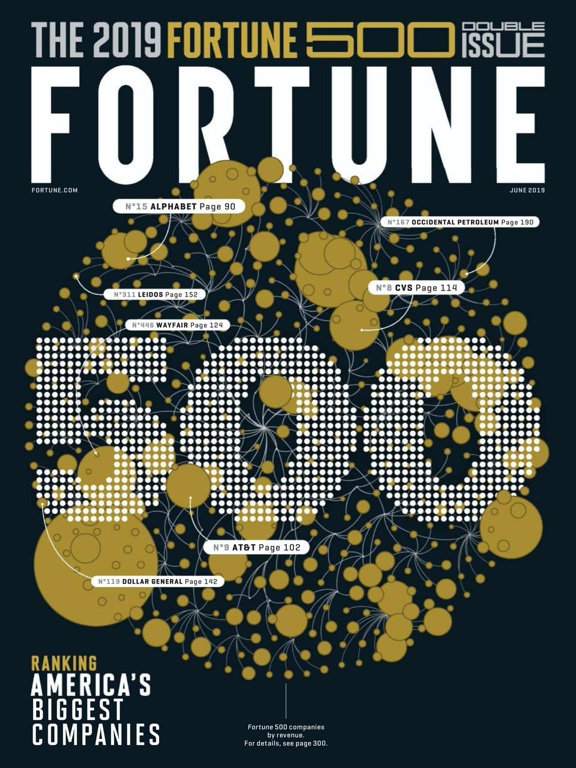 THE 2019 FORTUNE 500 DOUBLE ISSUE
FORTUNE
FORTUNE.COM
JUNE 2019
Nº15 ALPHABET Page 90
Nº167 OCCIDENTAL PETROLEUM Page 190
Nº8 CVS Page 114
Nº311 LEIDOS Page 152
Nº446 WAYFAIR Page 124
500
Nº9 AT&T Page 102
Nº119 DOLLAR GENERAL Page 142
RANKING
AMERICA'S
BIGGEST
COMPANIES
Fortune 500 companies
by revenue.
For details, see page 300.